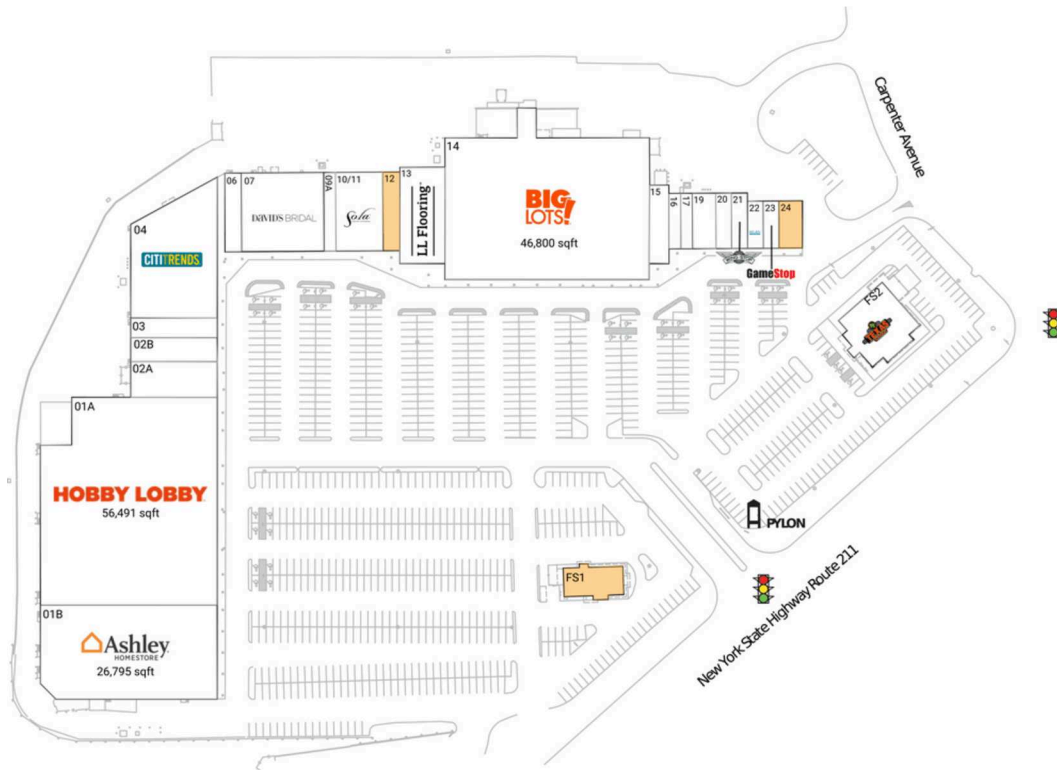 Carpenter Avenue
14
BIG
LOTS!
46,800 sqft
13
LL Flooring
06
07
DAVID'S BRIDAL
09A
10/11
Sola
12
15
16
17
19
20
21
22
23
24
GameStop
04
CITITRENDS
03
02B
02A
01A
HOBBY LOBBY
56,491 sqft
01B
Ashley
HOMESTORE
26,795 sqft
FS2
PYLON
FS1
New York State Highway Route 211